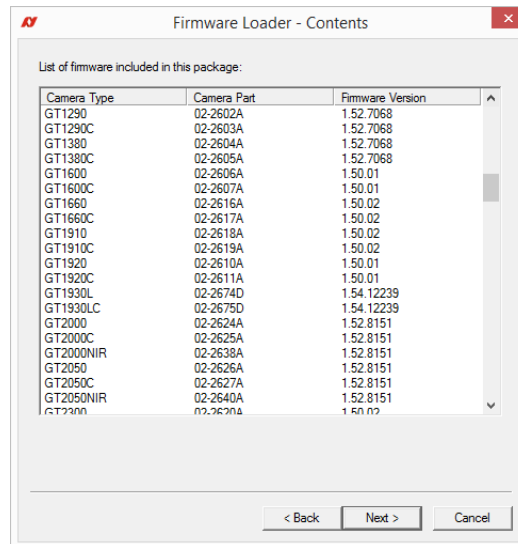 Firmware Loader - Contents
List of firmware included in this package:
Camera Type Camera Part Firmware Version
GT1290 02-2602A 1.52.7068
GT1290C 02-2603A 1.52.7068
GT1380 02-2604A 1.52.7068
GT1380C 02-2605A 1.52.7068
GT1600 02-2606A 1.50.01
GT1600C 02-2607A 1.50.01
GT1660 02-2616A 1.50.02
GT1660C 02-2617A 1.50.02
GT1910 02-2618A 1.50.02
GT1910C 02-2619A 1.50.02
GT1920 02-2610A 1.50.01
GT1920C 02-2611A 1.50.01
GT1930L 02-2674D 1.54.12239
GT1930LC 02-2675D 1.54.12239
GT2000 02-2624A 1.52.8151
GT2000C 02-2625A 1.52.8151
GT2000NIR 02-2638A 1.52.8151
GT2050 02-2626A 1.52.8151
GT2050C 02-2627A 1.52.8151
GT2050NIR 02-2640A 1.52.8151
GT2300 02-2620A 1.50.02
< Back Next > Cancel